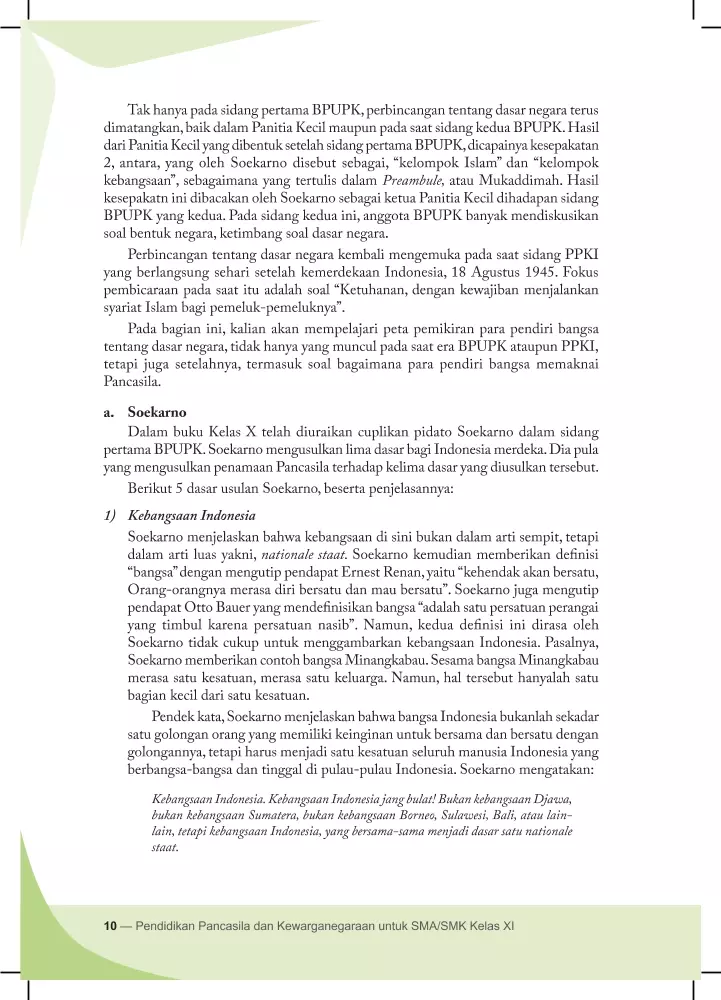 Tak hanya pada sidang pertama BPUPK, perbincangan tentang dasar negara terus
dimatangkan, baik dalam Panitia Kecil maupun pada saat sidang kedua BPUPK. Hasil
dari Panitia Kecil yang dibentuk setelah sidang pertama BPUPK, dicapainya kesepakatan
2, antara, yang oleh Soekarno disebut sebagai, “kelompok Islam” dan “kelompok
kebangsaan”, sebagaimana yang tertulis dalam Preambule, atau Mukaddimah. Hasil
kesepakatn ini dibacakan oleh Soekarno sebagai ketua Panitia Kecil dihadapan sidang
BPUPK yang kedua. Pada sidang kedua ini, anggota BPUPK banyak mendiskusikan
soal bentuk negara, ketimbang soal dasar negara.
Perbincangan tentang dasar negara kembali mengemuka pada saat sidang PPKI
yang berlangsung sehari setelah kemerdekaan Indonesia, 18 Agustus 1945. Fokus
pembicaraan pada saat itu adalah soal “Ketuhanan, dengan kewajiban menjalankan
syariat Islam bagi pemeluk-pemeluknya”.
Pada bagian ini, kalian akan mempelajari peta pemikiran para pendiri bangsa
tentang dasar negara, tidak hanya yang muncul pada saat era BPUPK ataupun PPKI,
tetapi juga setelahnya, termasuk soal bagaimana para pendiri bangsa memaknai
Pancasila.
a. Soekarno
Dalam buku Kelas X telah diuraikan cuplikan pidato Soekarno dalam sidang
pertama BPUPK. Soekarno mengusulkan lima dasar bagi Indonesia merdeka. Dia pula
yang mengusulkan penamaan Pancasila terhadap kelima dasar yang diusulkan tersebut.
Berikut 5 dasar usulan Soekarno, beserta penjelasannya:
1) Kebangsaan Indonesia
Soekarno menjelaskan bahwa kebangsaan di sini bukan dalam arti sempit, tetapi
dalam arti luas yakni, nationale staat. Soekarno kemudian memberikan definisi
“bangsa” dengan mengutip pendapat Ernest Renan, yaitu “kehendak akan bersatu,
Orang-orangnya merasa diri bersatu dan mau bersatu”. Soekarno juga mengutip
pendapat Otto Bauer yang mendefinisikan bangsa “adalah satu persatuan perangai
yang timbul karena persatuan nasib”. Namun, kedua definisi ini dirasa oleh
Soekarno tidak cukup untuk menggambarkan kebangsaan Indonesia. Pasalnya,
Soekarno memberikan contoh bangsa Minangkabau. Sesama bangsa Minangkabau
merasa satu kesatuan, merasa satu keluarga. Namun, hal tersebut hanyalah satu
bagian kecil dari satu kesatuan.
Pendek kata, Soekarno menjelaskan bahwa bangsa Indonesia bukanlah sekadar
satu golongan orang yang memiliki keinginan untuk bersama dan bersatu dengan
golongannya, tetapi harus menjadi satu kesatuan seluruh manusia Indonesia yang
berbangsa-bangsa dan tinggal di pulau-pulau Indonesia. Soekarno mengatakan:
Kebangsaan Indonesia. Kebangsaan Indonesia jang bulat! Bukan kebangsaan Djawa,
bukan kebangsaan Sumatera, bukan kebangsaan Borneo, Sulawesi, Bali, atau lain-
lain, tetapi kebangsaan Indonesia, yang bersama-sama menjadi dasar satu nationale
staat.
10 — Pendidikan Pancasila dan Kewarganegaraan untuk SMA/SMK Kelas XI